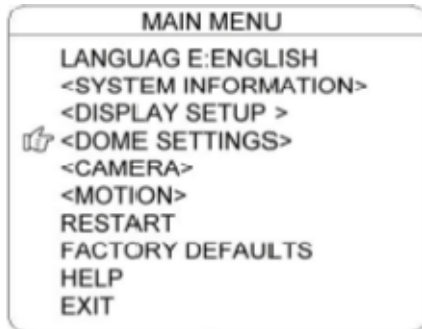 MAIN MENU
LANGUAG E:ENGLISH
<SYSTEM INFORMATION>
<DISPLAY SETUP >
<DOME SETTINGS>
<CAMERA>
<MOTION>
RESTART
FACTORY DEFAULTS
HELP
EXIT